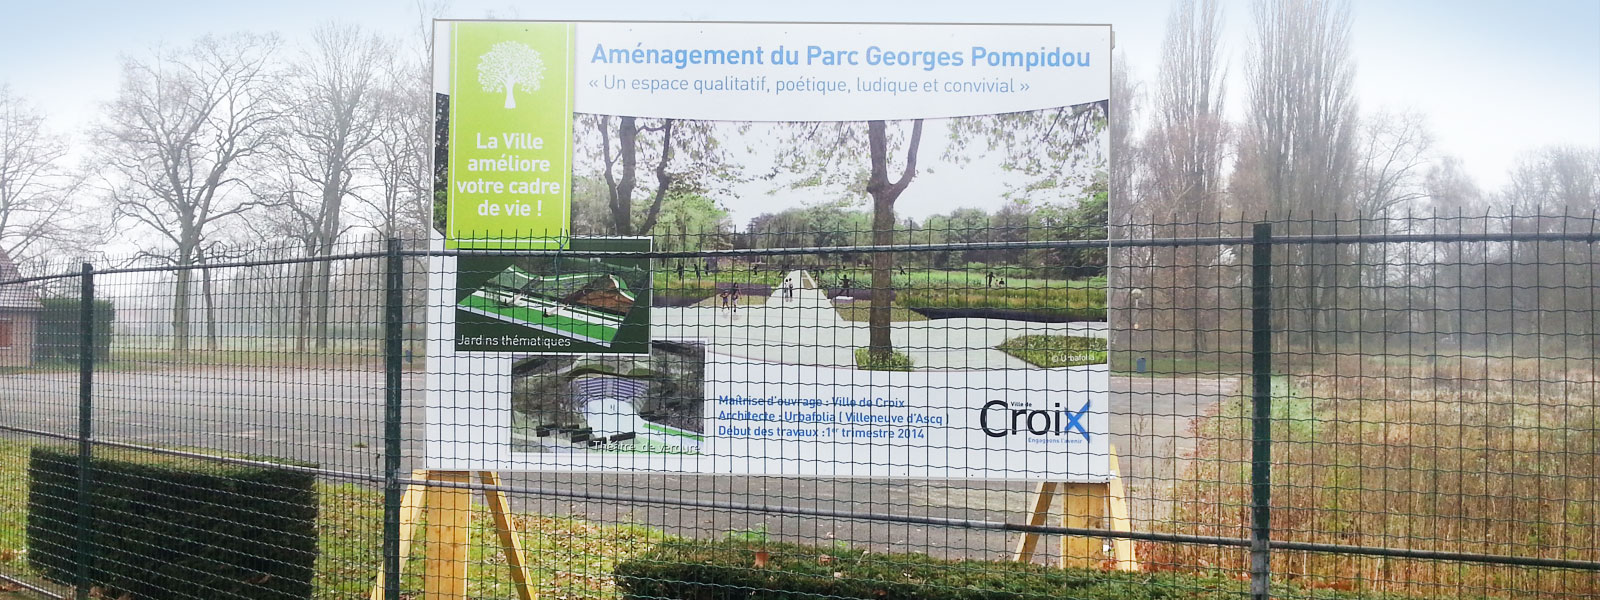 Aménagement du Parc Georges Pompidou
« Un espace qualitatif, poétique, ludique et convivial »
La Ville
améliore
votre cadre
de vie !
Jardins thématiques
Théâtre de verdure
© Urbafolia
Maîtrise d'ouvrage : Ville de Croix
Architecte : Urbafolia ( Villeneuve d'Ascq )
Début des travaux :1er trimestre 2014
Ville de
Croix
Engageons l'avenir